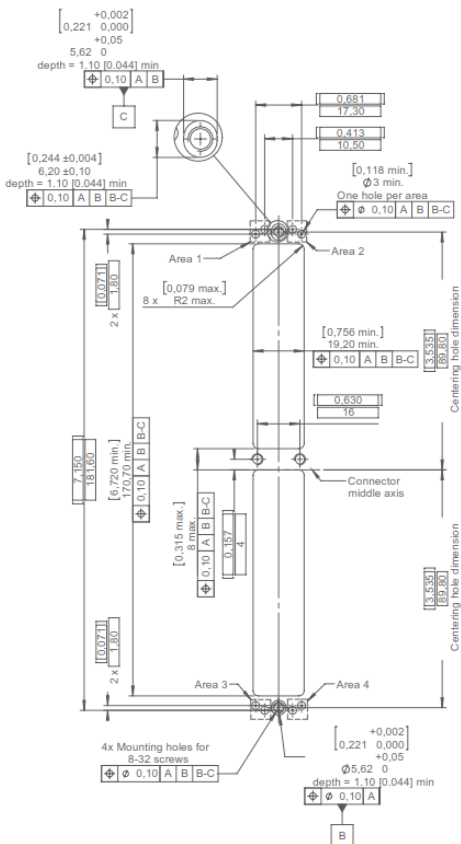 +0,002
[0,221 0,000]
+0,05
5,62 0
depth = 1.10 [0.044] min
⌖ 0,10 A B
C
[0,244 ±0,004]
6,20 ±0,10
depth = 1.10 [0.044] min
⌖ 0,10 A B B-C
[0,681]
17,30
[0,413]
10,50
[0,118 min.]
Ø3 min.
One hole per area
⌖ ø 0,10 A B B-C
Area 1
Area 2
[0,079 max.]
8 x R2 max.
[0,071]
1,80
2 x
[0,756 min.]
19,20 min.
⌖ 0,10 A B B-C
[0,630]
16
[3.535]
89,80
Centering hole dimension
7,150
181,60
[6,720 min.]
170,70 min.
⌖ 0,10 A B B-C
[0,315 max.]
8 max.
⌖ 0,10 A B B-C
0,157
4
Connector
middle axis
[3.535]
89,80
Centering hole dimension
[0,071]
1,80
2 x
Area 3
Area 4
4x Mounting holes for
8-32 screws
⌖ ø 0,10 A B B-C
+0,002
[0,221 0,000]
+0,05
Ø5,62 0
depth = 1,10 [0.044] min
⌖ ø 0,10 A
B